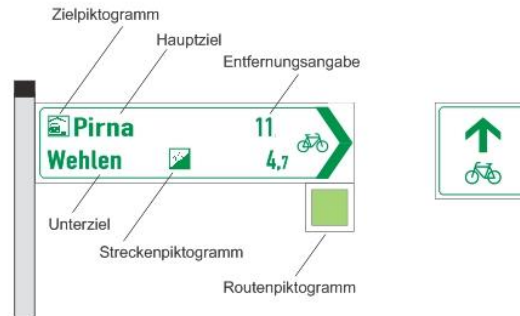 Zielpiktogramm
Hauptziel
Entfernungsangabe
Pirna 11
Wehlen 4,7
Unterziel
Streckenpiktogramm
Routenpiktogramm